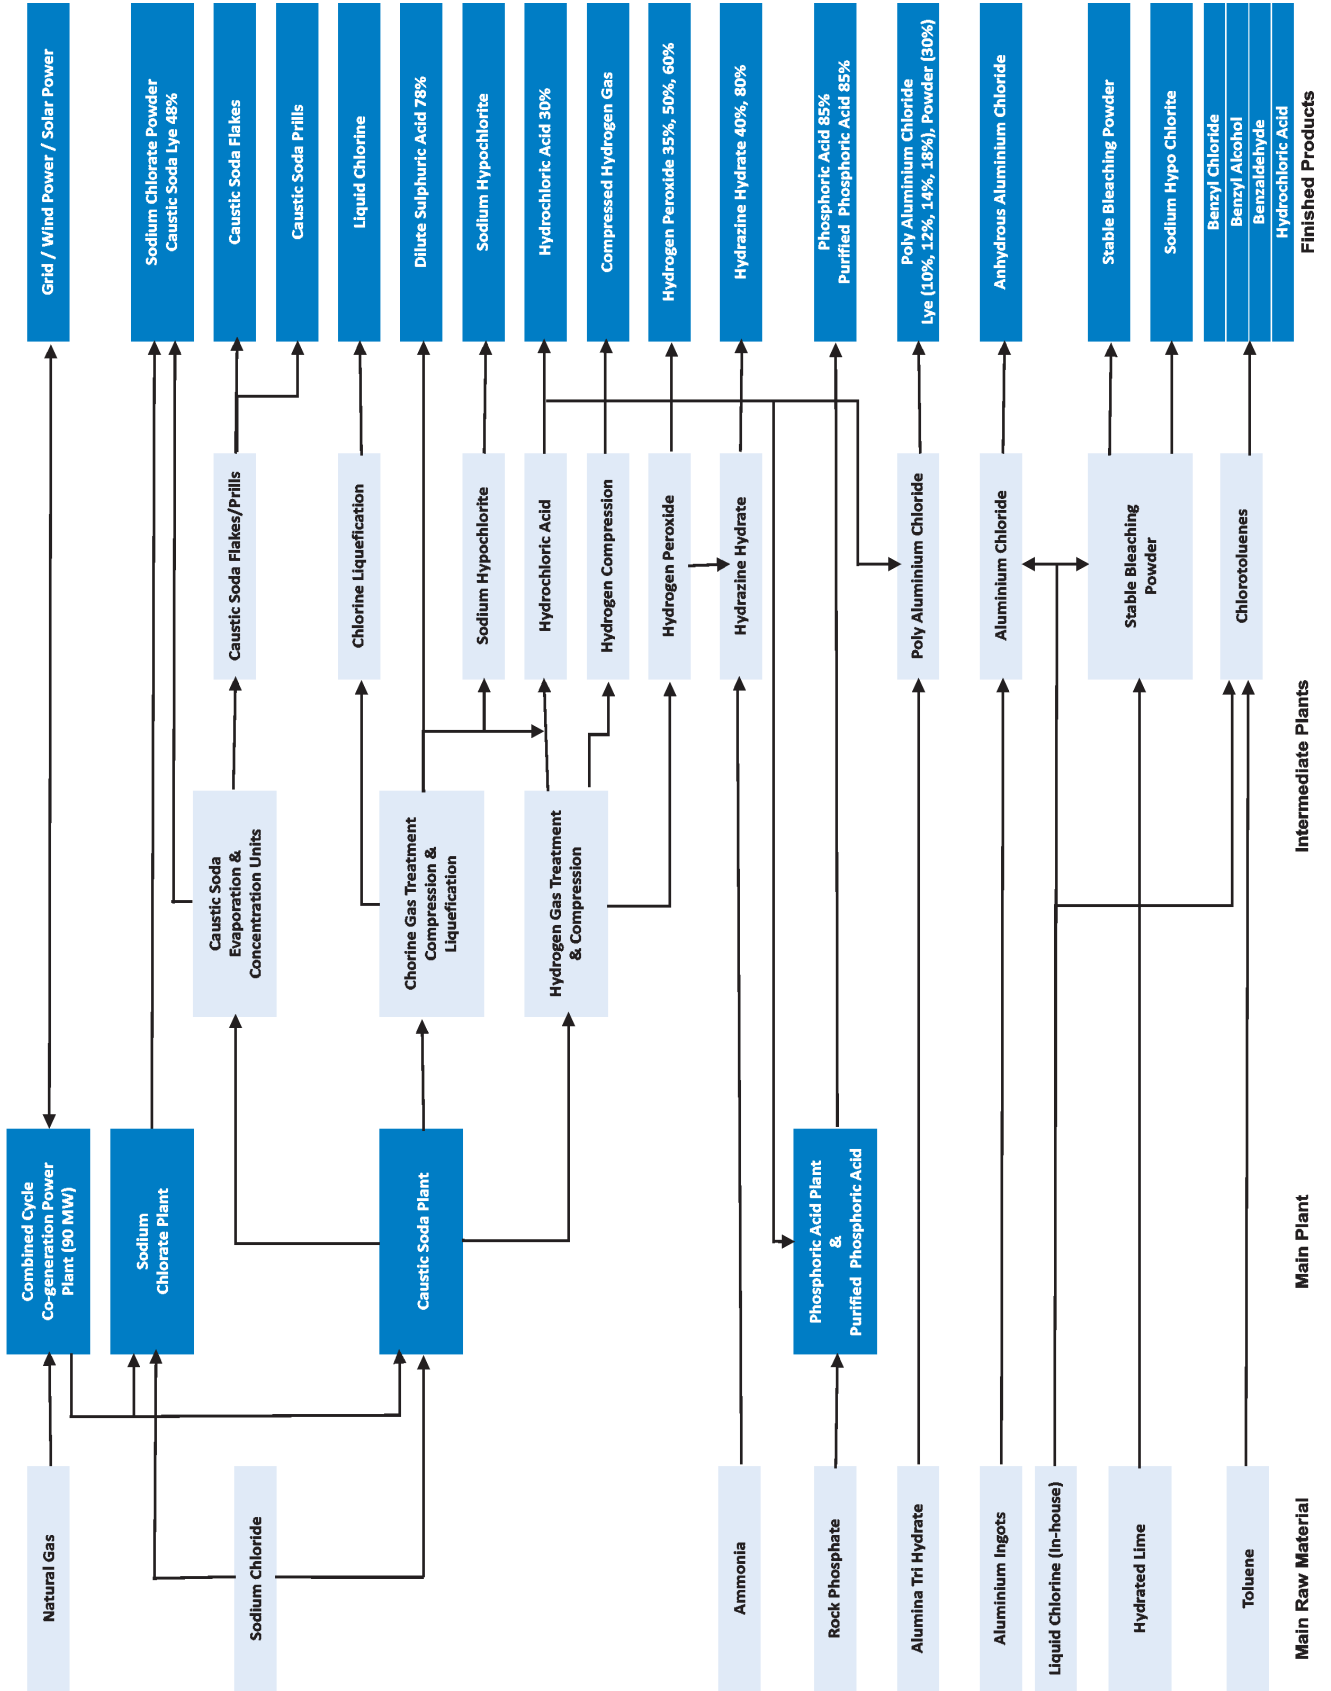 Natural Gas
Sodium Chloride
Ammonia
Rock Phosphate
Alumina Tri Hydrate
Aluminium Ingots
Liquid Chlorine (In-house)
Hydrated Lime
Toluene
Main Raw Material
Combined Cycle
Co-generation Power
Plant (90 MW)
Sodium
Chlorate Plant
Caustic Soda Plant
Phosphoric Acid Plant
&
Purified Phosphoric Acid
Main Plant
Caustic Soda
Evaporation &
Concentration Units
Chorine Gas Treatment
Compression &
Liquefication
Hydrogen Gas Treatment
& Compression
Caustic Soda Flakes/Prills
Chlorine Liquefication
Sodium Hypochlorite
Hydrochloric Acid
Hydrogen Compression
Hydrogen Peroxide
Hydrazine Hydrate
Poly Aluminium Chloride
Aluminium Chloride
Stable Bleaching
Powder
Chlorotoluenes
Intermediate Plants
Grid / Wind Power / Solar Power
Sodium Chlorate Powder
Caustic Soda Lye 48%
Caustic Soda Flakes
Caustic Soda Prills
Liquid Chlorine
Dilute Sulphuric Acid 78%
Sodium Hypochlorite
Hydrochloric Acid 30%
Compressed Hydrogen Gas
Hydrogen Peroxide 35%, 50%, 60%
Hydrazine Hydrate 40%, 80%
Phosphoric Acid 85%
Purified Phosphoric Acid 85%
Poly Aluminium Chloride
Lye (10%, 12%, 14%, 18%), Powder (30%)
Anhydrous Aluminium Chloride
Stable Bleaching Powder
Sodium Hypo Chlorite
Benzyl Chloride
Benzyl Alcohol
Benzaldehyde
Hydrochloric Acid
Finished Products